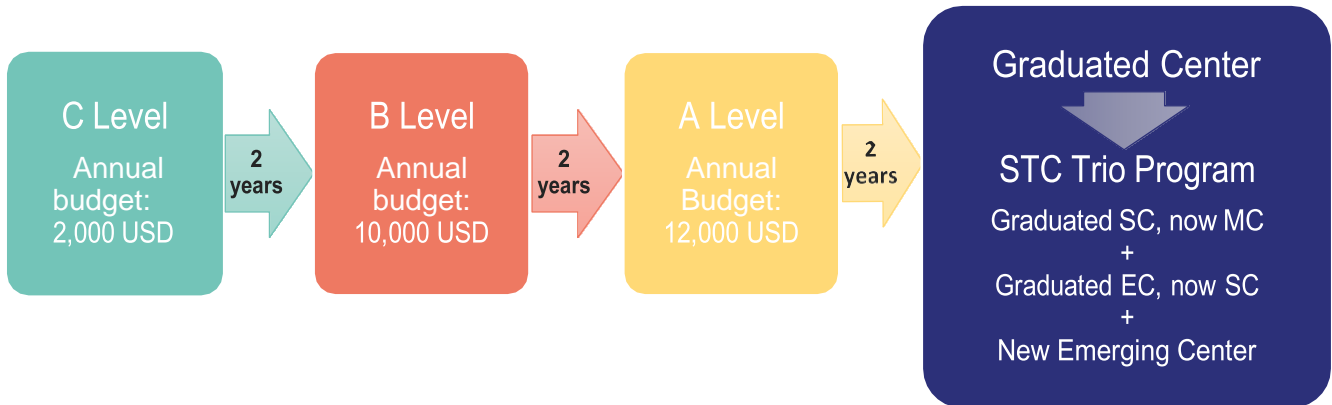 C Level
Annual
budget:
2,000 USD
2
years
B Level
Annual
budget:
10,000 USD
2
years
A Level
Annual
Budget:
12,000 USD
2
years
Graduated Center
STC Trio Program
Graduated SC, now MC
+
Graduated EC, now SC
+
New Emerging Center